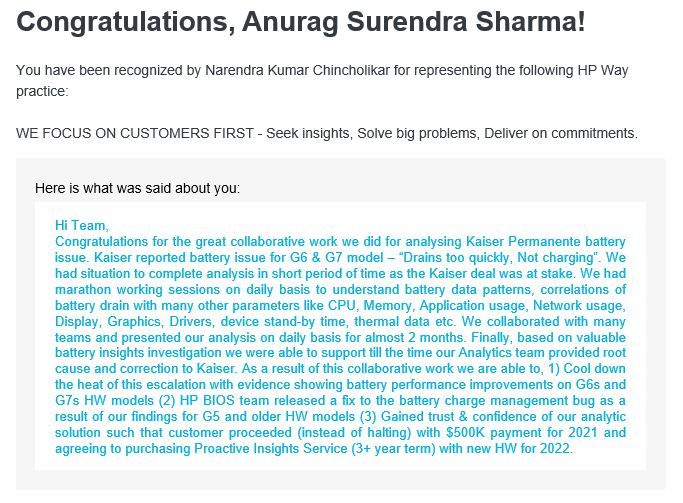 Congratulations, Anurag Surendra Sharma!
You have been recognized by Narendra Kumar Chincholikar for representing the following HP Way
practice:
WE FOCUS ON CUSTOMERS FIRST - Seek insights, Solve big problems, Deliver on commitments.
Here is what was said about you:
Hi Team,
Congratulations for the great collaborative work we did for analysing Kaiser Permanente battery
issue. Kaiser reported battery issue for G6 & G7 model – “Drains too quickly, Not charging”. We
had situation to complete analysis in short period of time as the Kaiser deal was at stake. We had
marathon working sessions on daily basis to understand battery data patterns, correlations of
battery drain with many other parameters like CPU, Memory, Application usage, Network usage,
Display, Graphics, Drivers, device stand-by time, thermal data etc. We collaborated with many
teams and presented our analysis on daily basis for almost 2 months. Finally, based on valuable
battery insights investigation we were able to support till the time our Analytics team provided root
cause and correction to Kaiser. As a result of this collaborative work we are able to, 1) Cool down
the heat of this escalation with evidence showing battery performance improvements on G6s and
G7s HW models (2) HP BIOS team released a fix to the battery charge management bug as a
result of our findings for G5 and older HW models (3) Gained trust & confidence of our analytic
solution such that customer proceeded (instead of halting) with $500K payment for 2021 and
agreeing to purchasing Proactive Insights Service (3+ year term) with new HW for 2022.